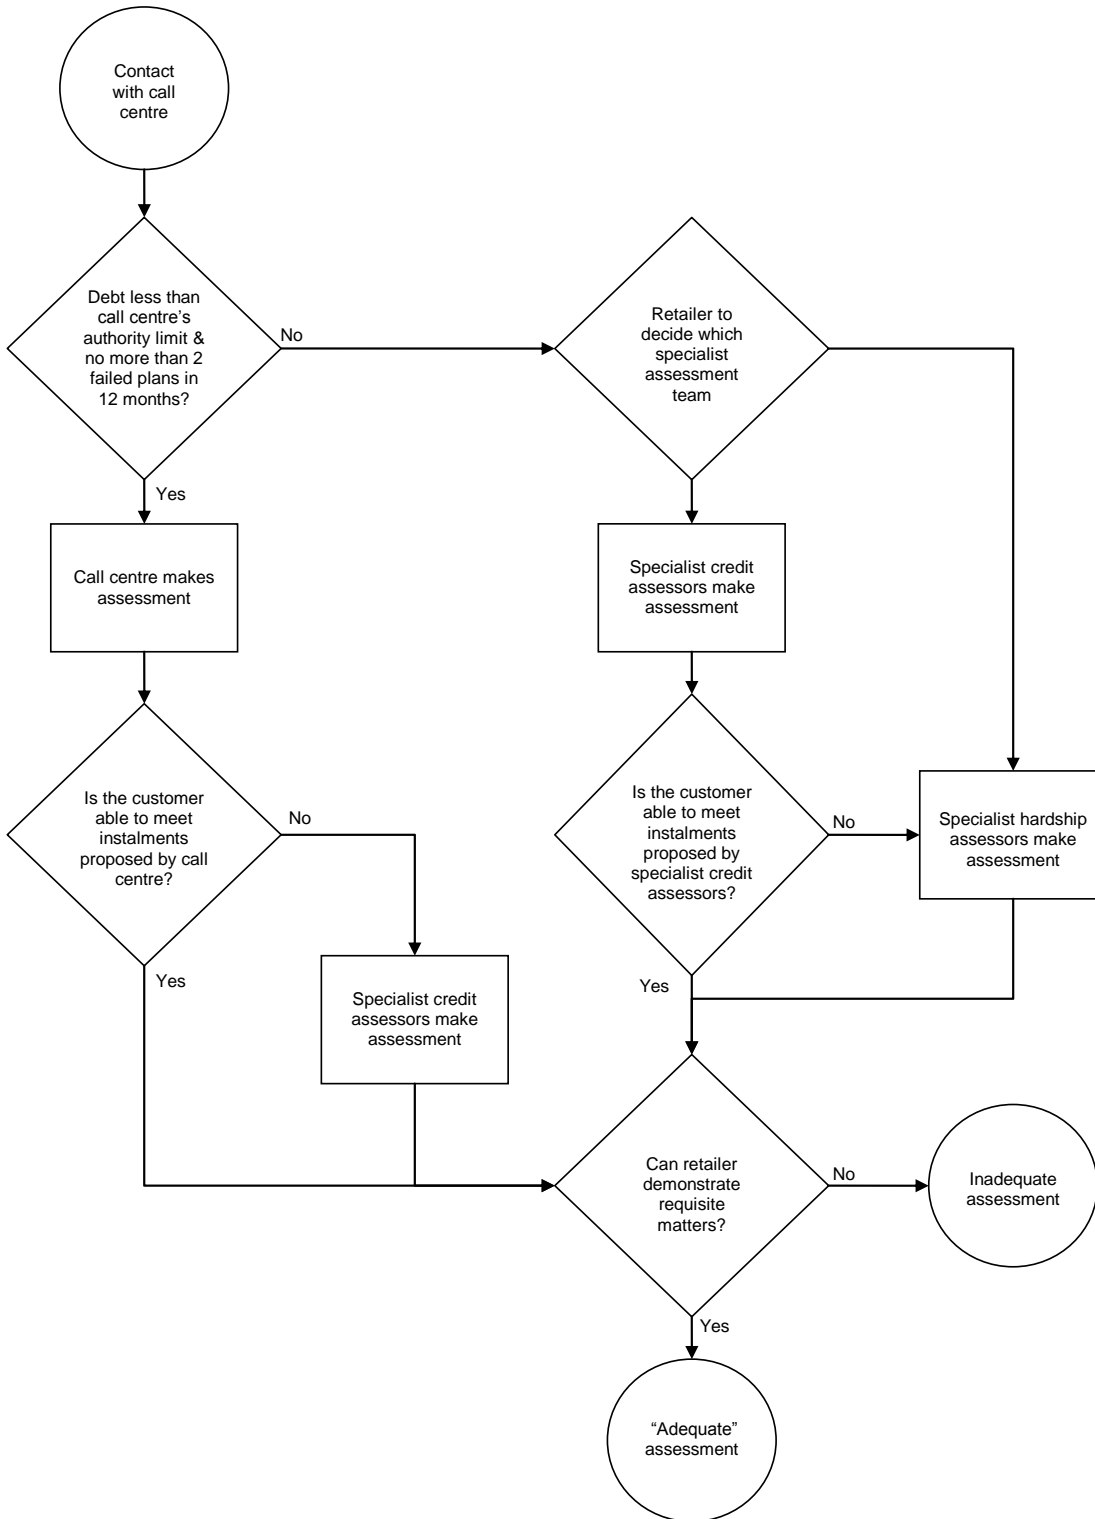 Contact
with call
centre
Debt less than
call centre’s
authority limit &
no more than 2
failed plans in
12 months?
No
Retailer to
decide which
specialist
assessment
team
Yes
Call centre makes
assessment
Specialist credit
assessors make
assessment
Is the customer
able to meet
instalments
proposed by call
centre?
No
Is the customer
able to meet
instalments
proposed by
specialist credit
assessors?
No
Specialist hardship
assessors make
assessment
Yes
Specialist credit
assessors make
assessment
Yes
Can retailer
demonstrate
requisite
matters?
No
Inadequate
assessment
Yes
“Adequate”
assessment